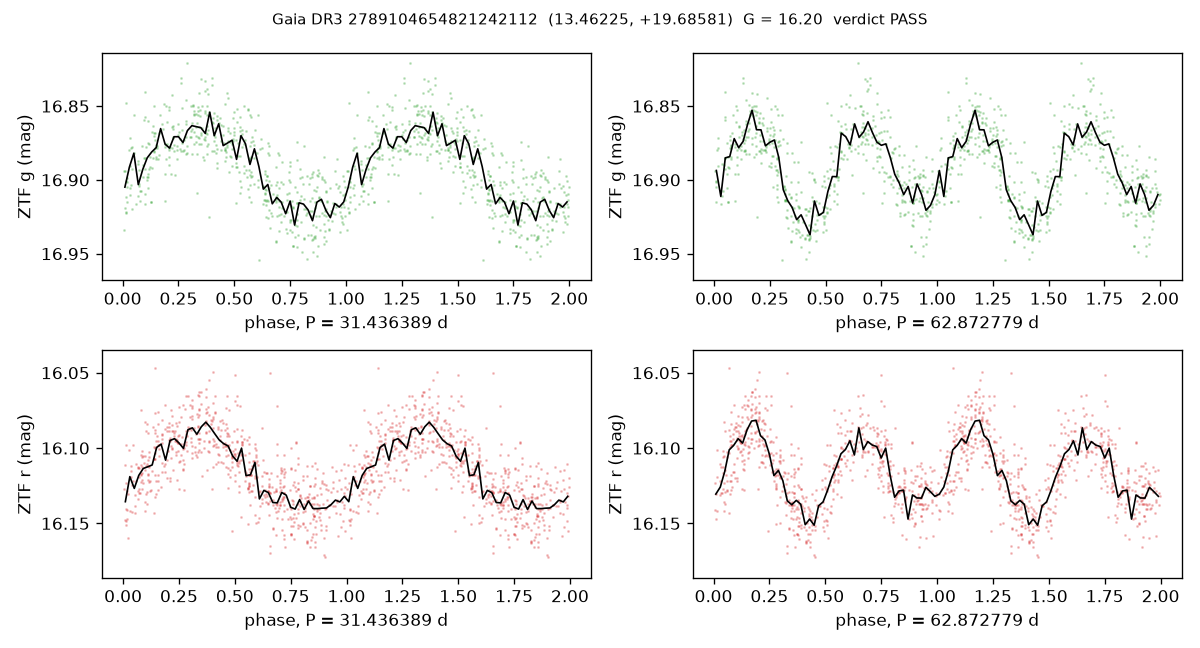 Gaia DR3 2789104654821242112 (13.46225, +19.68581) G = 16.20 verdict PASS
ZTF g (mag)
16.85
16.90
16.95
0.00 0.25 0.50 0.75 1.00 1.25 1.50 1.75 2.00
phase, P = 31.436389 d
ZTF g (mag)
16.85
16.90
16.95
0.00 0.25 0.50 0.75 1.00 1.25 1.50 1.75 2.00
phase, P = 62.872779 d
ZTF r (mag)
16.05
16.10
16.15
0.00 0.25 0.50 0.75 1.00 1.25 1.50 1.75 2.00
phase, P = 31.436389 d
ZTF r (mag)
16.05
16.10
16.15
0.00 0.25 0.50 0.75 1.00 1.25 1.50 1.75 2.00
phase, P = 62.872779 d